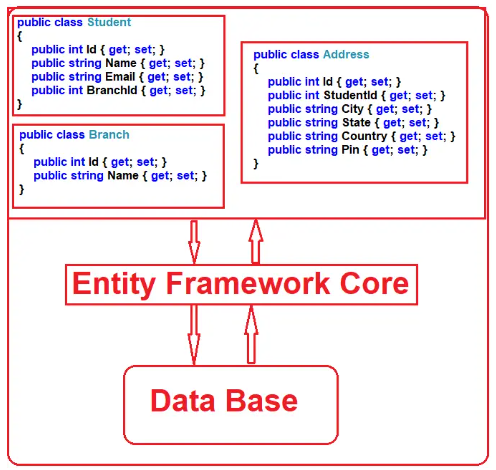 public class Student
{
public int Id { get; set; }
public string Name { get; set; }
public string Email { get; set; }
public int BranchId { get; set; }
}
public class Branch
{
public int Id { get; set; }
public string Name { get; set; }
}
public class Address
{
public int Id { get; set; }
public int StudentId { get; set; }
public string City { get; set; }
public string State { get; set; }
public string Country { get; set; }
public string Pin { get; set; }
}
Entity Framework Core
Data Base